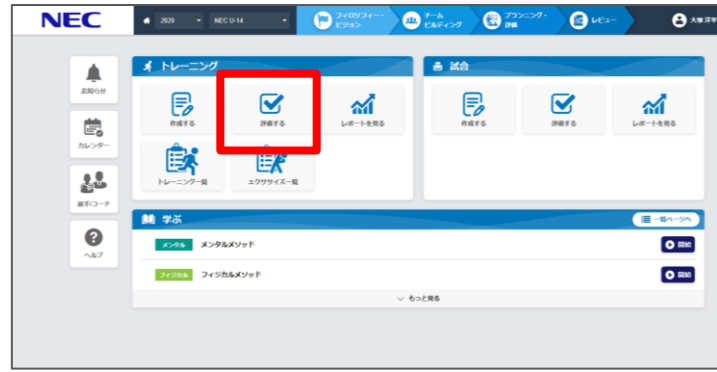 NEC
2020
NEC U-14
フィロソフィー・
ビジョン
チーム
ビルディング
プランニング・
評価
レビュー
大塚 洋平
お知らせ
カレンダー
選手/コーチ
ヘルプ
トレーニング
作成する
評価する
レポートを見る
トレーニング一覧
エクササイズ一覧
試合
作成する
評価する
レポートを見る
学ぶ
一覧ページへ
メンタル メンタルメソッド
開始
フィジカル フィジカルメソッド
開始
もっと見る